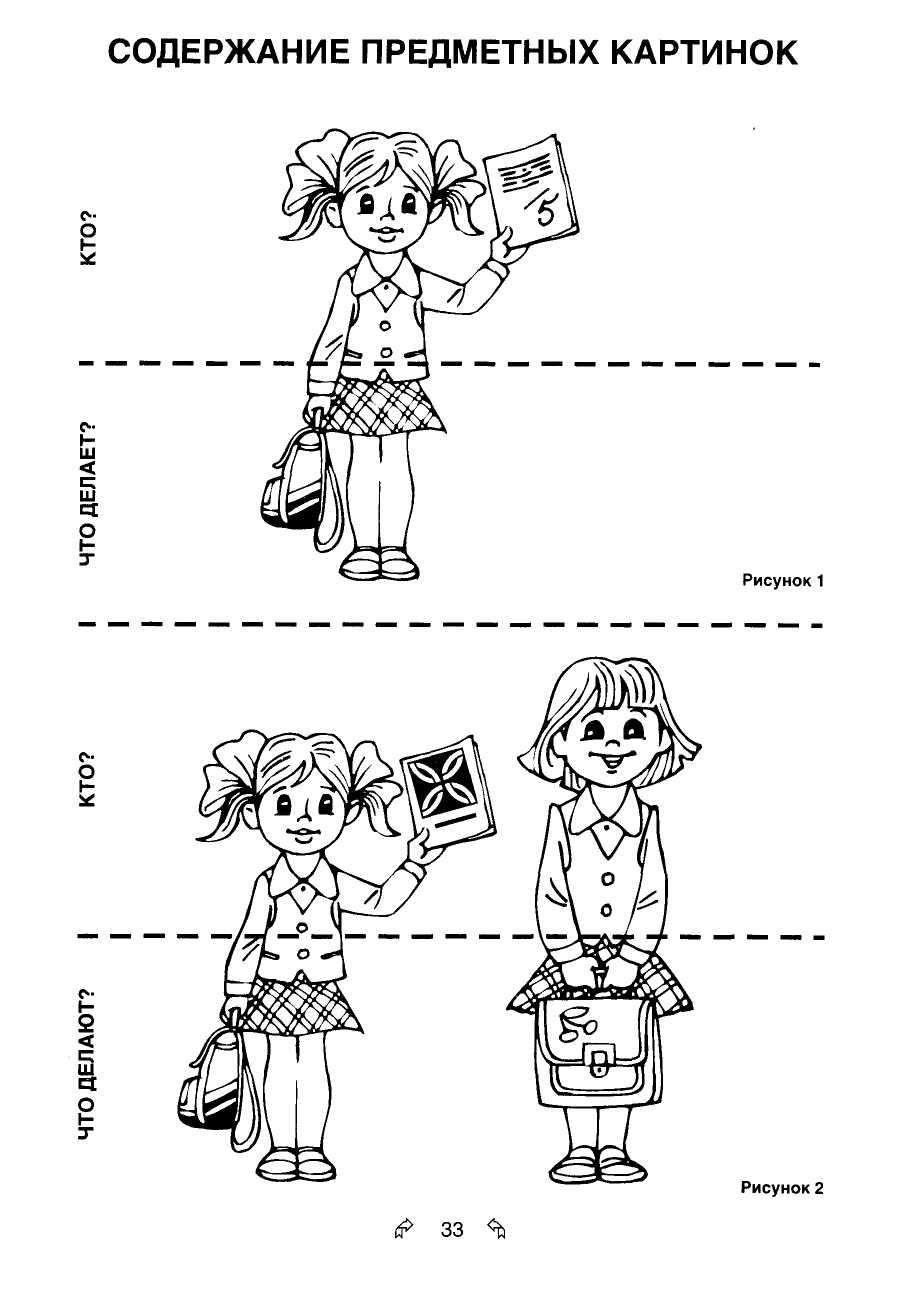 СОДЕРЖАНИЕ ПРЕДМЕТНЫХ КАРТИНОК
КТО?
5
ЧТО ДЕЛАЕТ?
Рисунок 1
КТО?
ЧТО ДЕЛАЮТ?
Рисунок 2
33